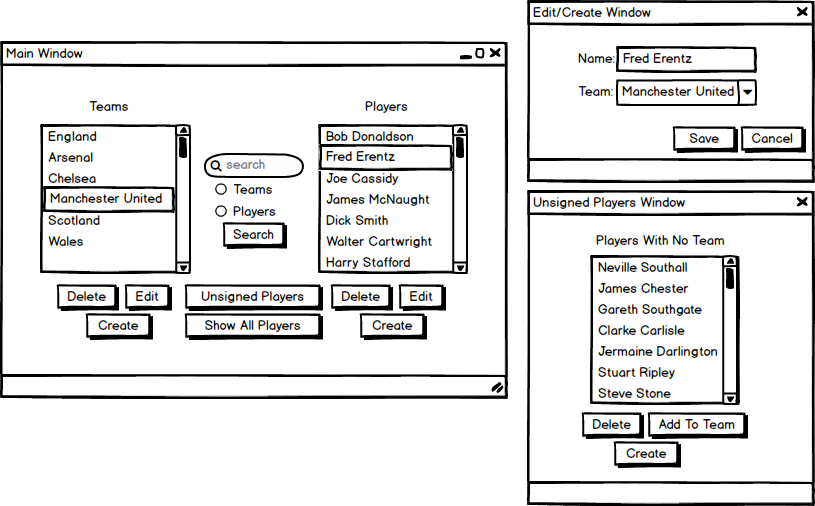 Main Window
Teams
England
Arsenal
Chelsea
Manchester United
Scotland
Wales
Delete Edit
Create
search
Teams
Players
Search
Unsigned Players
Show All Players
Players
Bob Donaldson
Fred Erentz
Joe Cassidy
James McNaught
Dick Smith
Walter Cartwright
Harry Stafford
Delete Edit
Create
Edit/Create Window
Name: Fred Erentz
Team: Manchester United
Save Cancel
Unsigned Players Window
Players With No Team
Neville Southall
James Chester
Gareth Southgate
Clarke Carlisle
Jermaine Darlington
Stuart Ripley
Steve Stone
Delete Add To Team
Create